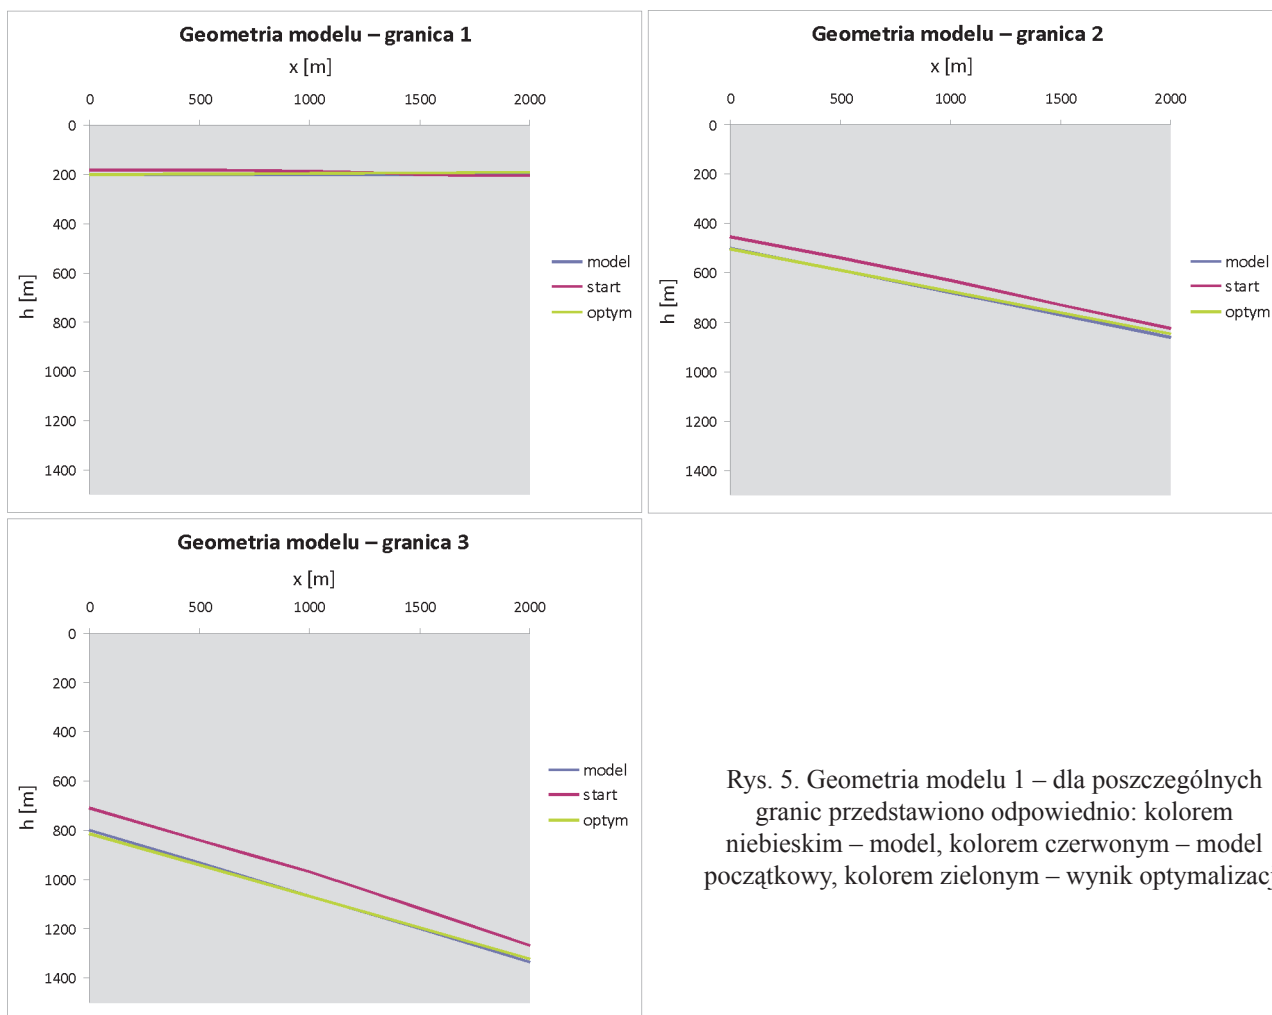 Geometria modelu – granica 1
x [m]
0 500 1000 1500 2000
0
200
400
600
800
1000
1200
1400
h [m]
model
start
optym
Geometria modelu – granica 2
x [m]
0 500 1000 1500 2000
0
200
400
600
800
1000
1200
1400
h [m]
model
start
optym
Geometria modelu – granica 3
x [m]
0 500 1000 1500 2000
0
200
400
600
800
1000
1200
1400
h [m]
model
start
optym
Rys. 5. Geometria modelu 1 – dla poszczególnych
granic przedstawiono odpowiednio: kolorem
niebieskim – model, kolorem czerwonym – model
początkowy, kolorem zielonym – wynik optymalizacj